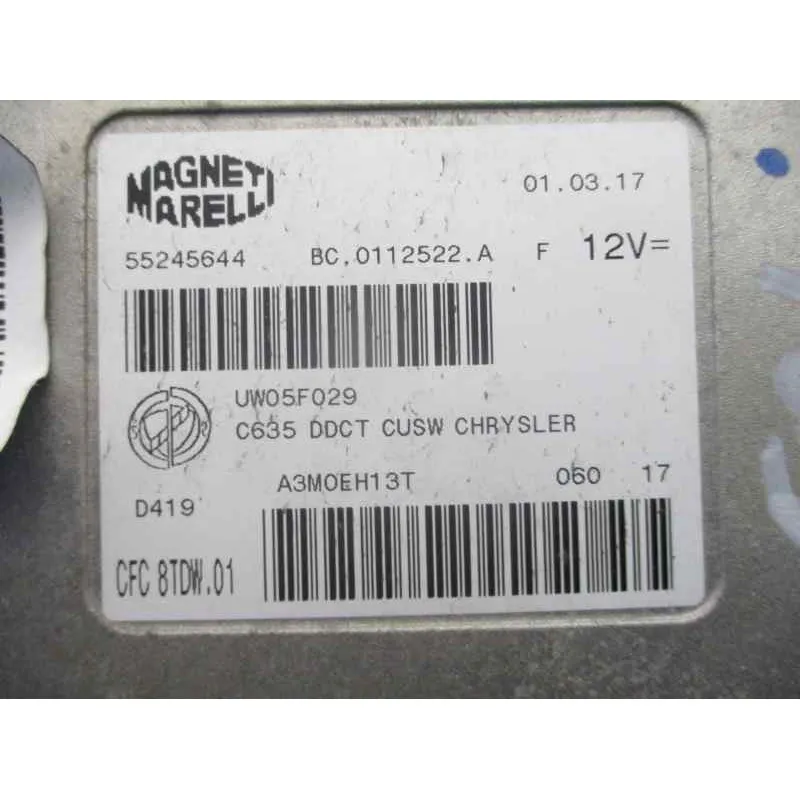 MAGNETI
MARELLI
01.03.17
55245644 BC.0112522.A F 12V=
UW05F029
C635 DDCT CUSW CHRYSLER
A3M0EH13T 060 17
D419
CFC 8TDW.01